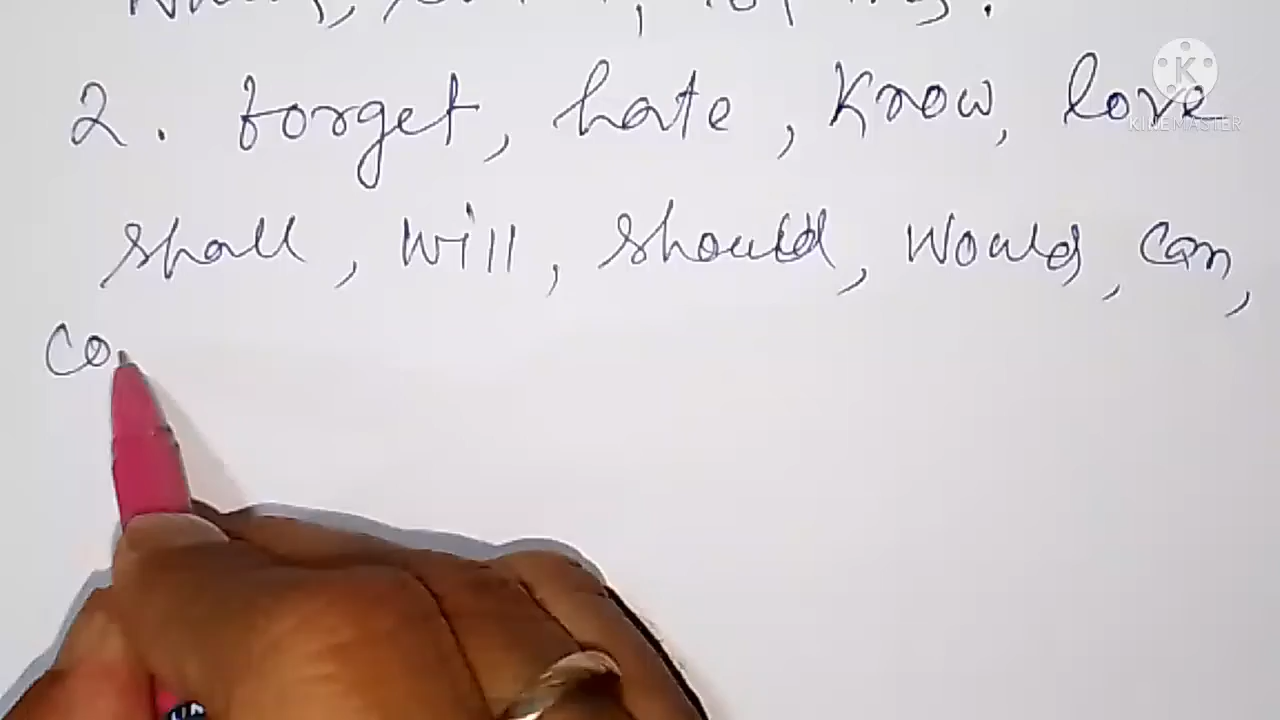 2. forget, hate, Know, love
KINEMASTER
shall, will, should, Would, Can,
Co